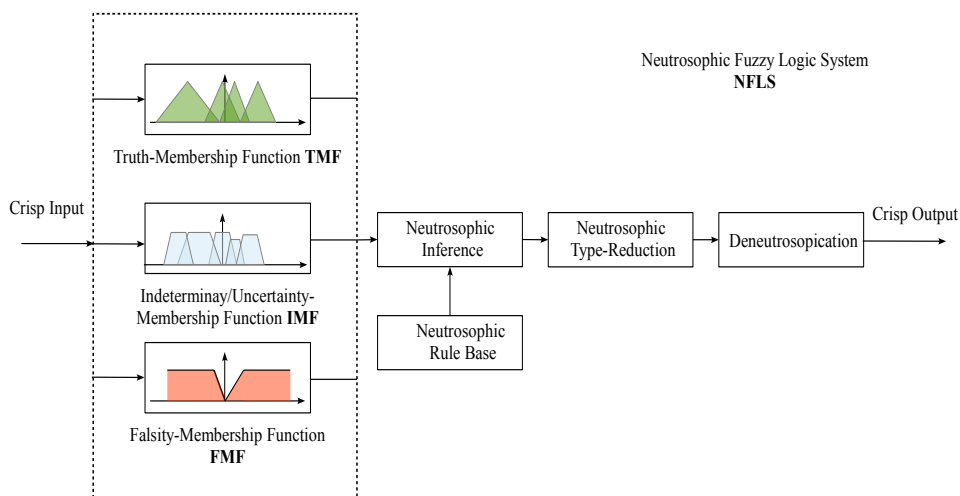 Neutrosophic Fuzzy Logic System
NFLS
Truth-Membership Function TMF
Crisp Input
Indeterminay/Uncertainty-
Membership Function IMF
Falsity-Membership Function
FMF
Neutrosophic
Inference
Neutrosophic
Rule Base
Neutrosophic
Type-Reduction
Deneutrosopication
Crisp Output